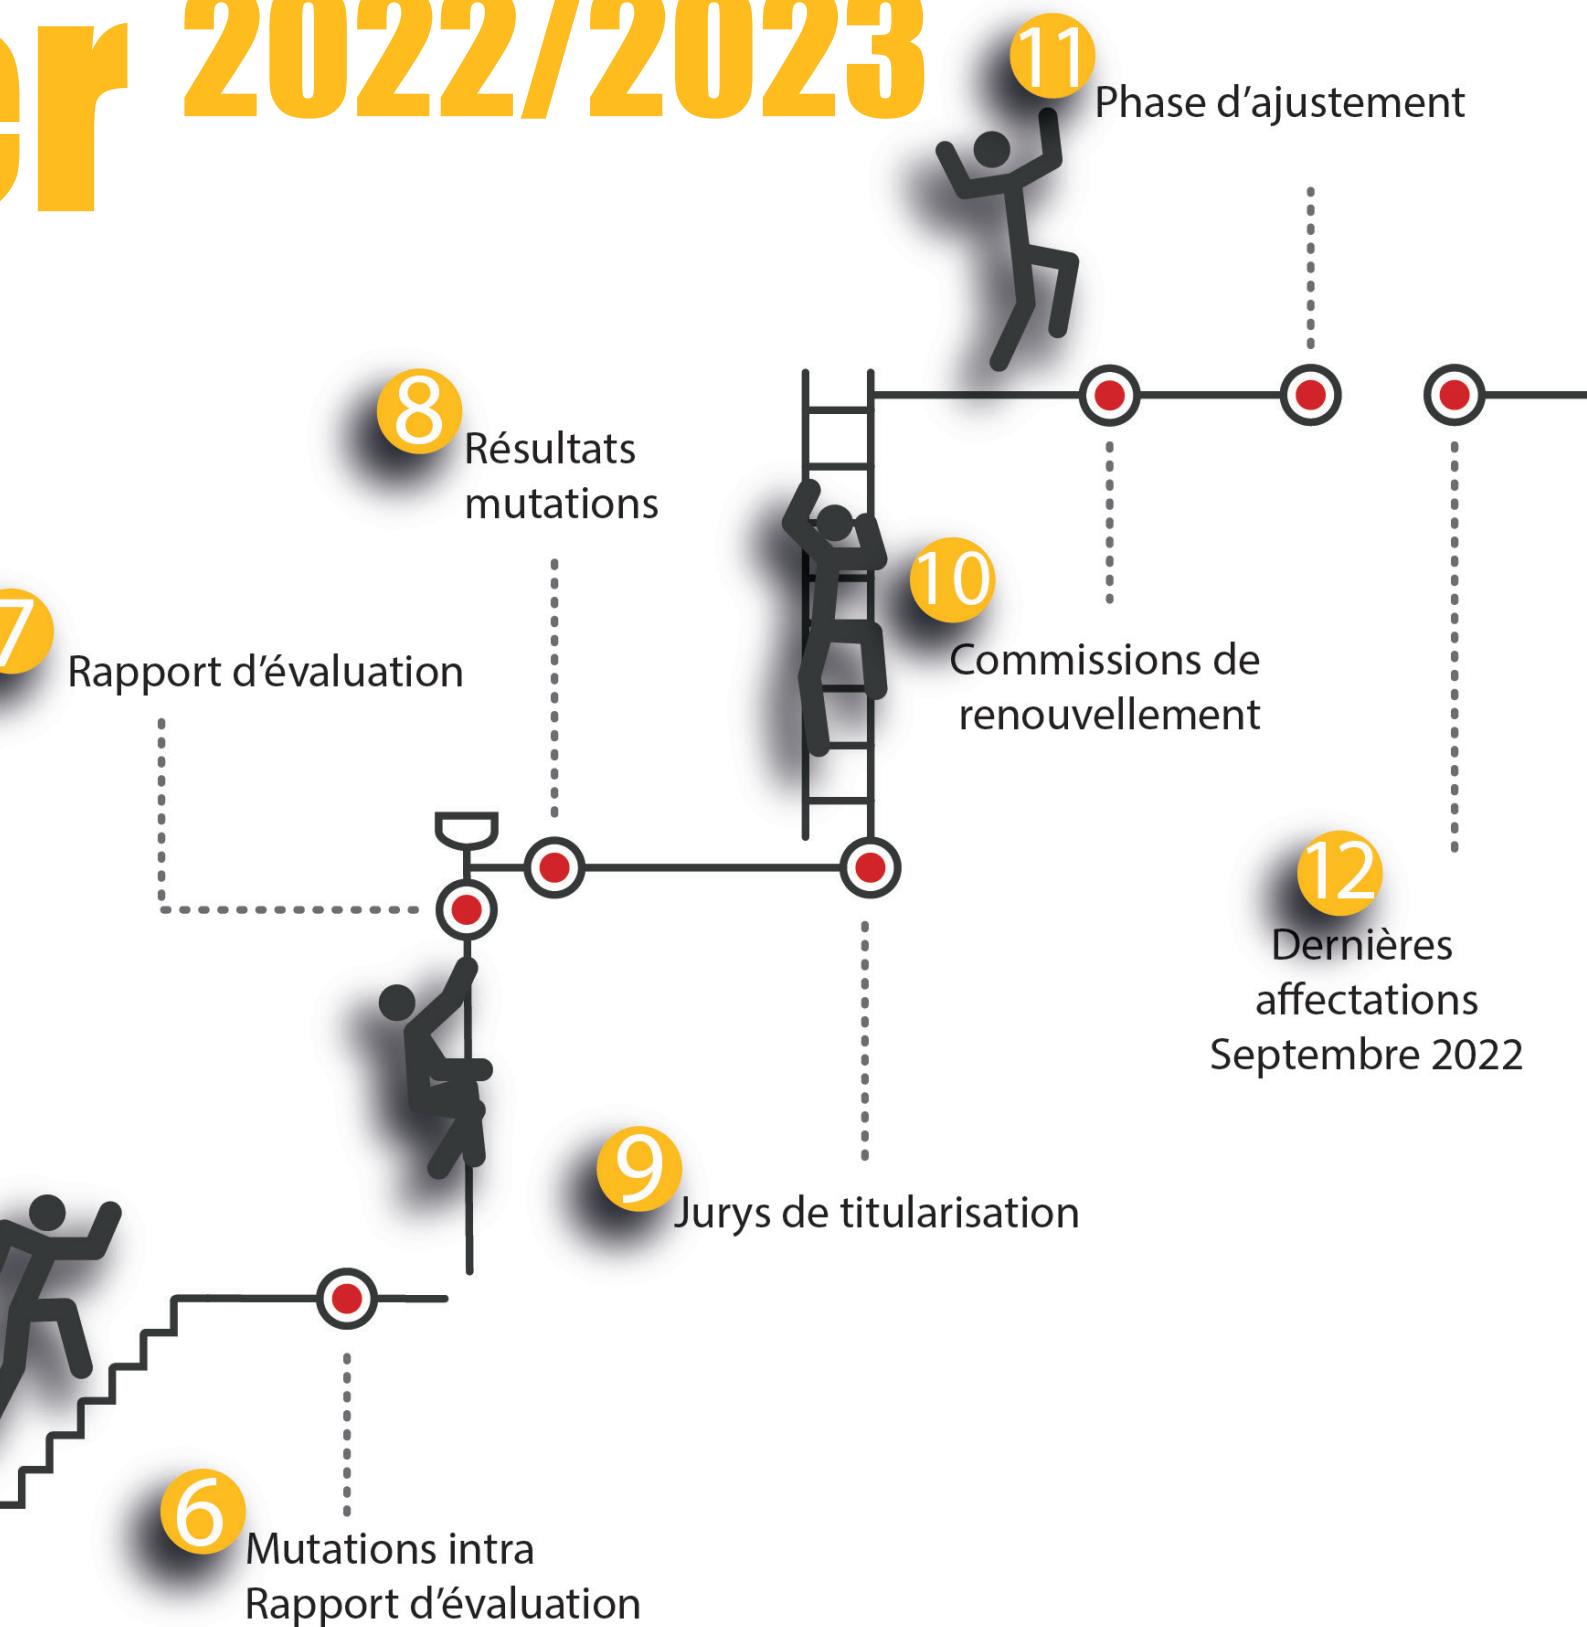 er 2022/2023
11
Phase d’ajustement
8
Résultats
mutations
10
Commissions de
renouvellement
7
Rapport d’évaluation
12
Dernières
affectations
Septembre 2022
9
Jurys de titularisation
6
Mutations intra
Rapport d’évaluation